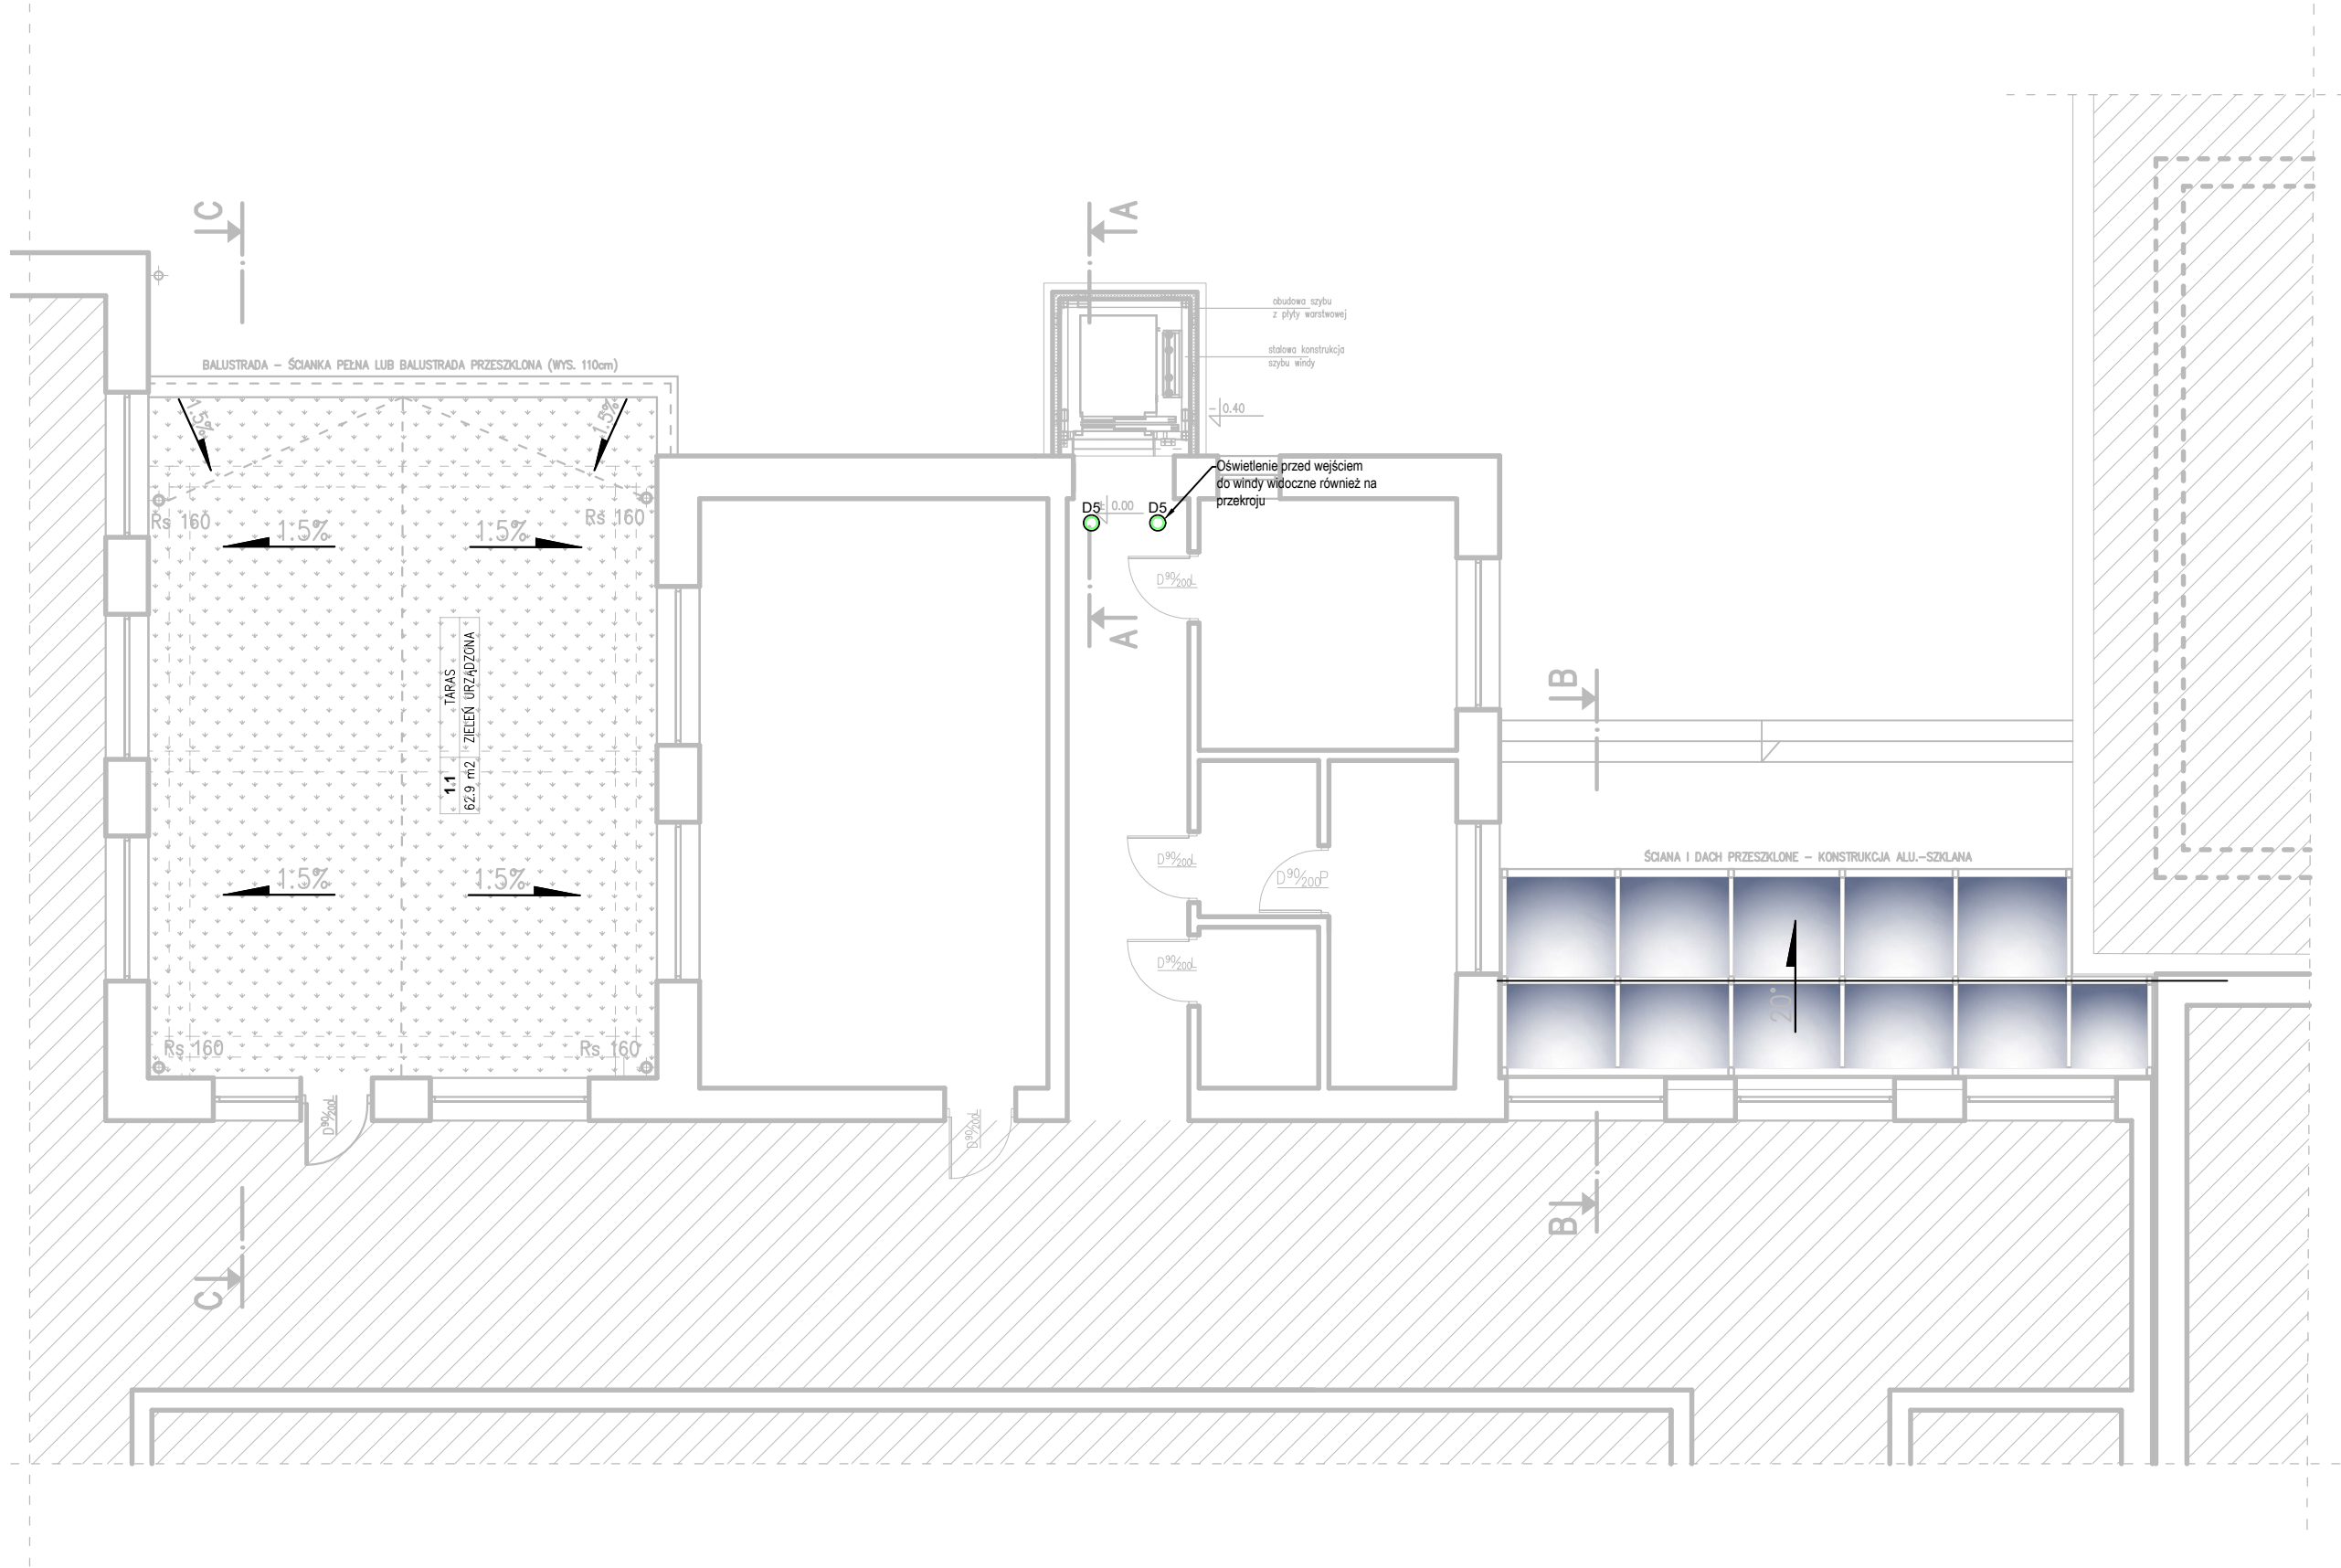 C
A
obudowa szybu
z płyty warstwowej
stalowa konstrukcja
szybu windy
BALUSTRADA – ŚCIANKA PEŁNA LUB BALUSTRADA PRZESZKLONA (WYS. 110cm)
1.5%
1.5%
- 0.40
Oświetlenie przed wejściem
do windy widoczne również na
przekroju
D5
D5
0.00
Rs 160
Rs 160
1.5%
1.5%
D90/200L
A
TARAS
ZIELEŃ URZĄDZONA
1.1
62.9 m2
B
ŚCIANA I DACH PRZESZKLONE – KONSTRUKCJA ALU.-SZKLANA
D90/200L
D90/200P
1.5%
1.5%
D90/200L
20°
Rs 160
Rs 160
D90/200L
D90/200L
B
C